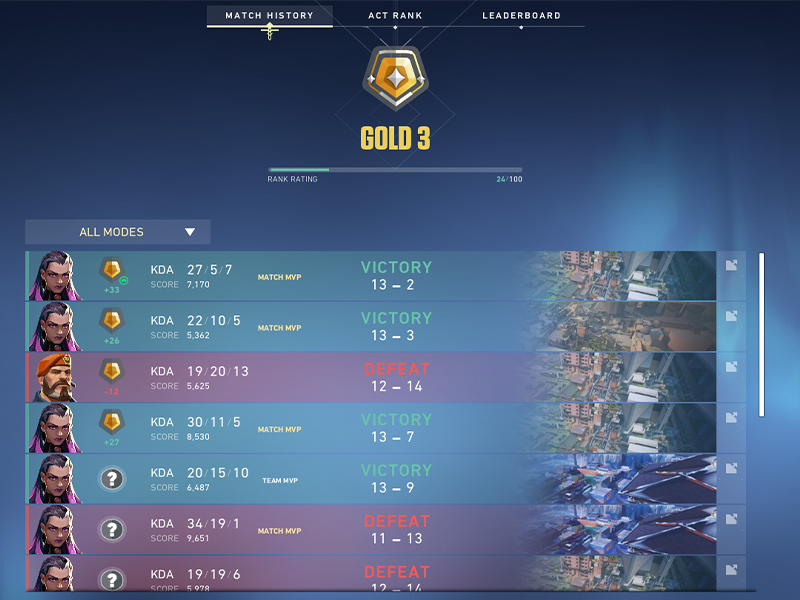 MATCH HISTORY ACT RANK LEADERBOARD
GOLD 3
RANK RATING 24/100
ALL MODES
KDA 27/5/7
VICTORY
+33 SCORE 7,170 MATCH MVP 13 – 2
KDA 22/10/5
VICTORY
+26 SCORE 5,362 MATCH MVP 13 – 3
KDA 19/20/13
DEFEAT
-12 SCORE 5,625 12 – 14
KDA 30/11/5
VICTORY
+27 SCORE 8,530 MATCH MVP 13 – 7
KDA 20/15/10
VICTORY
? SCORE 6,487 TEAM MVP 13 – 9
KDA 34/19/1
DEFEAT
? SCORE 9,651 MATCH MVP 11 – 13
KDA 19/19/6
DEFEAT
? SCORE 5,978 12 – 14